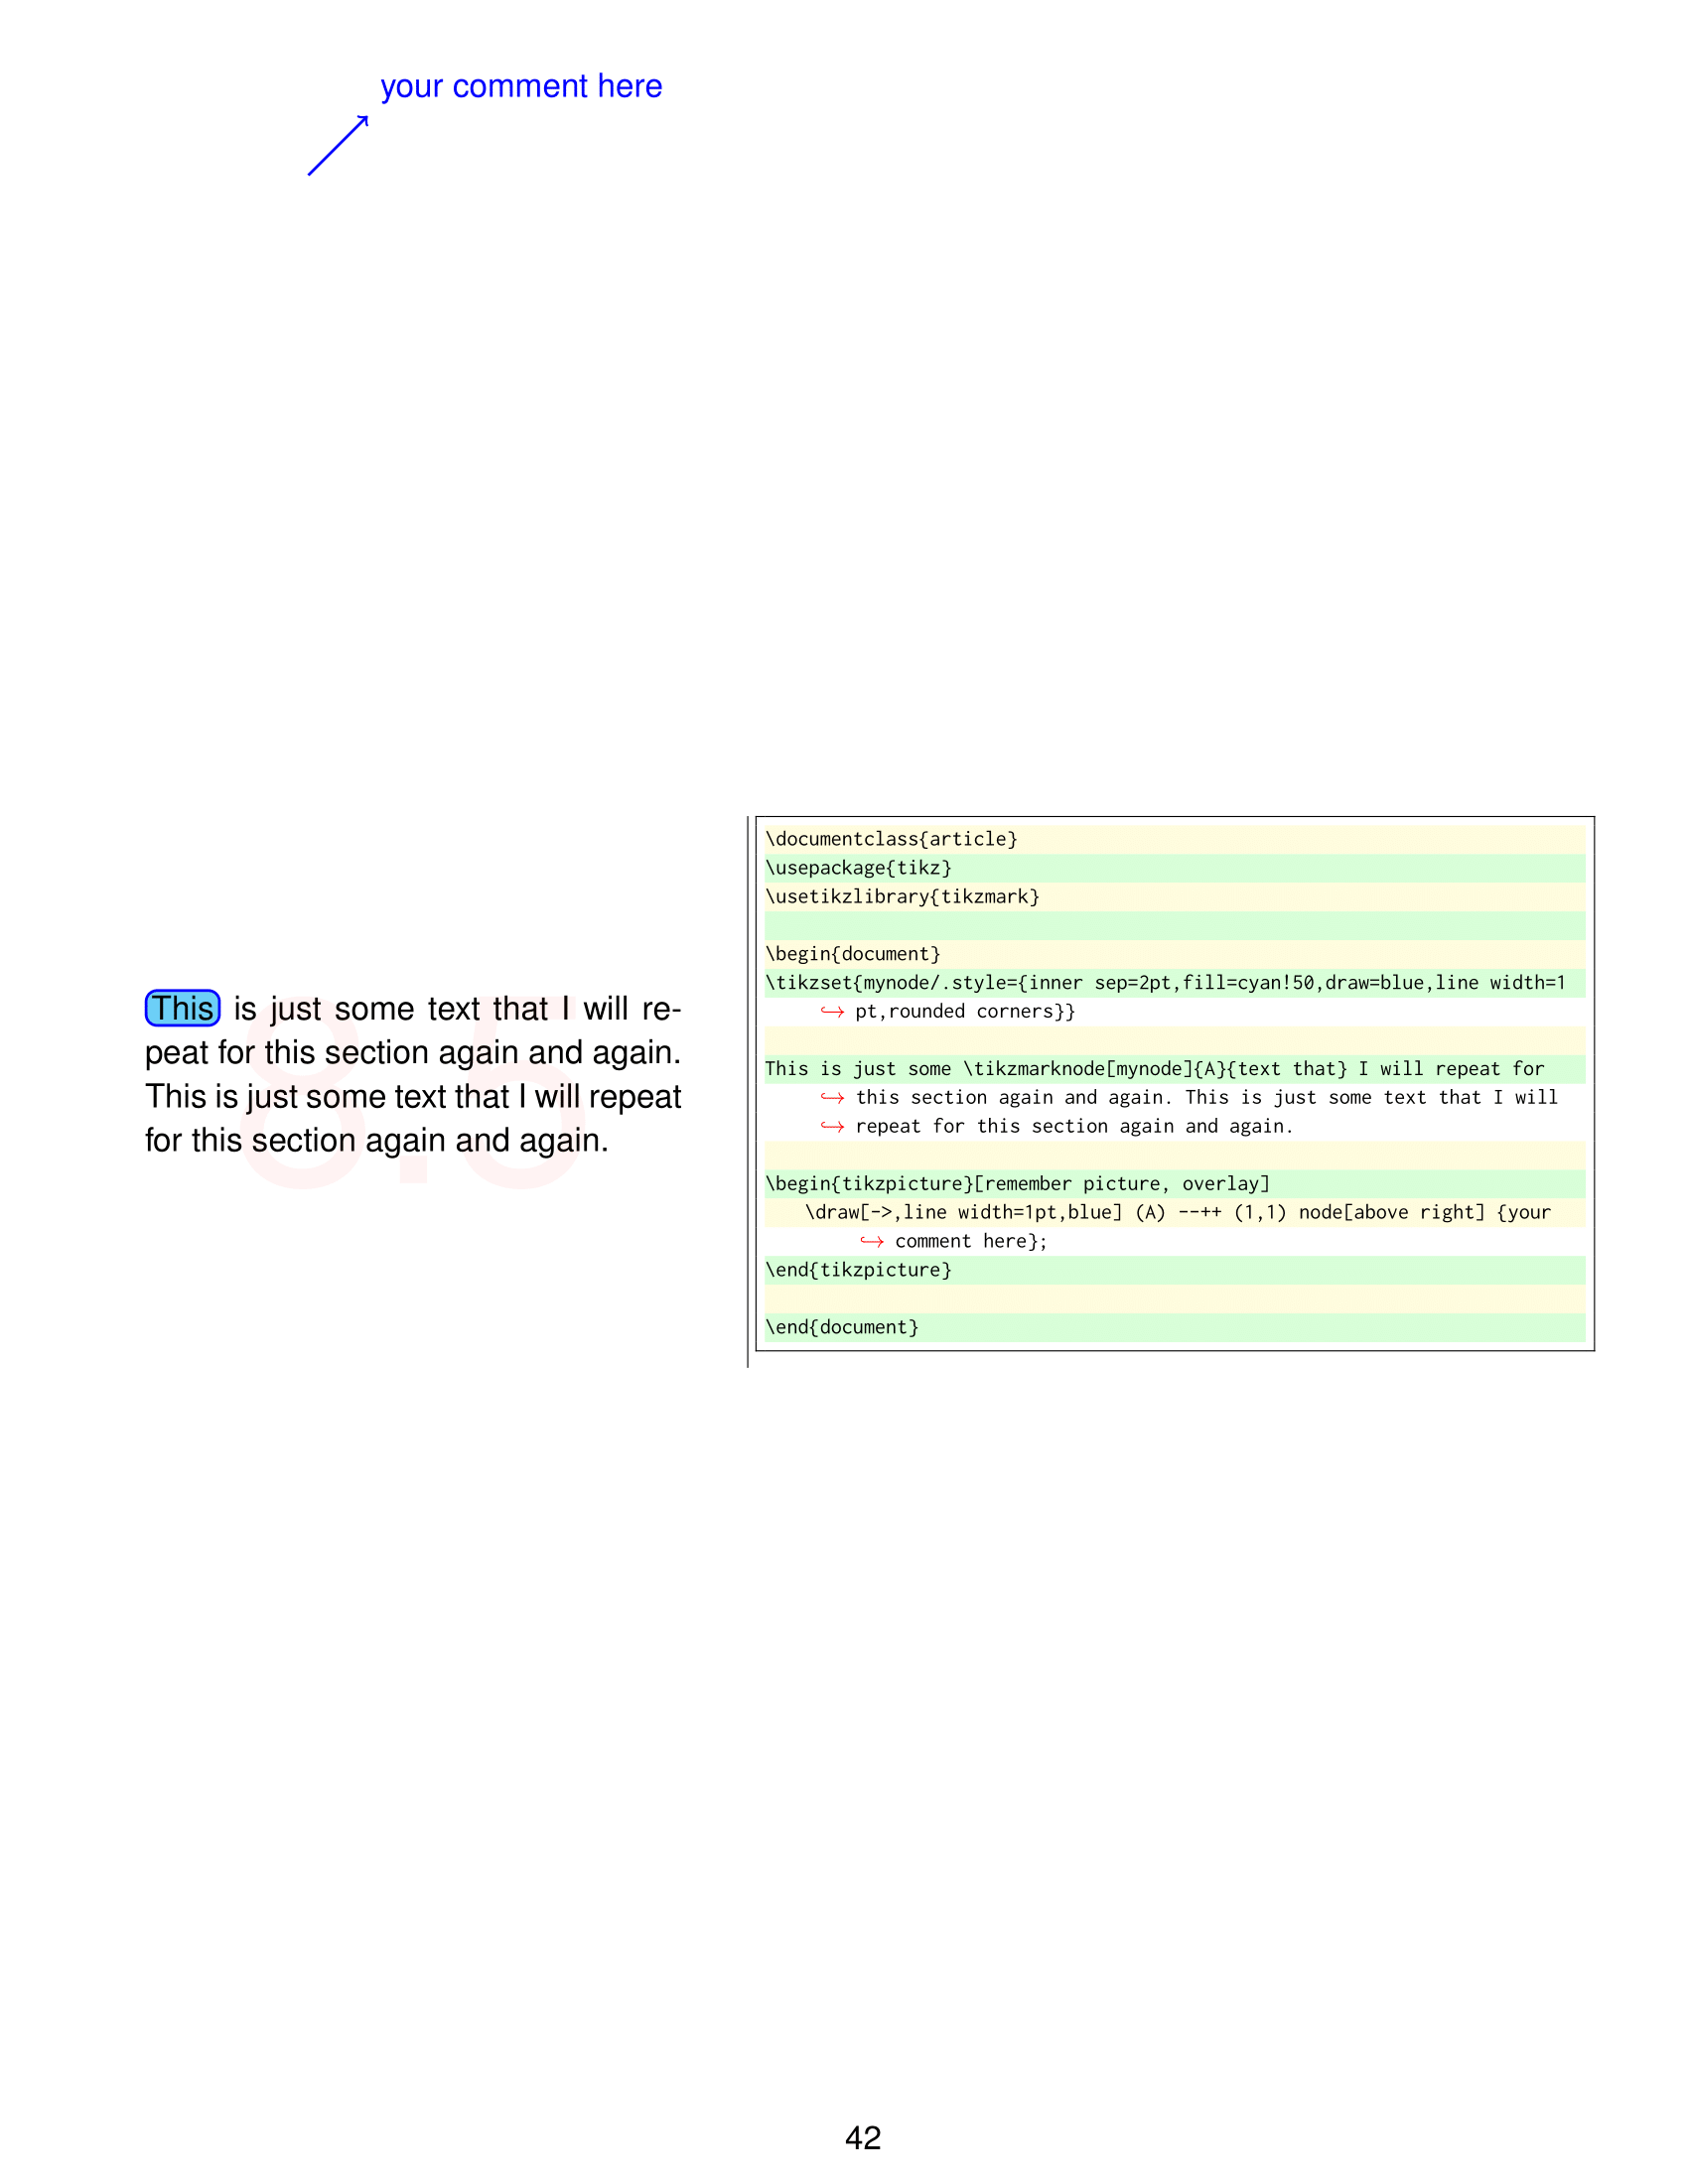 your comment here
This is just some text that I will re-
peat for this section again and again.
This is just some text that I will repeat
for this section again and again.
8.5
\documentclass{article}
\usepackage{tikz}
\usetikzlibrary{tikzmark}
\begin{document}
\tikzset{mynode/.style={inner sep=2pt,fill=cyan!50,draw=blue,line width=1
↪ pt,rounded corners}}
This is just some \tikzmarknode[mynode]{A}{text that} I will repeat for
↪ this section again and again. This is just some text that I will
↪ repeat for this section again and again.
\begin{tikzpicture}[remember picture, overlay]
\draw[->,line width=1pt,blue] (A) --++ (1,1) node[above right] {your
↪ comment here};
\end{tikzpicture}
\end{document}
42